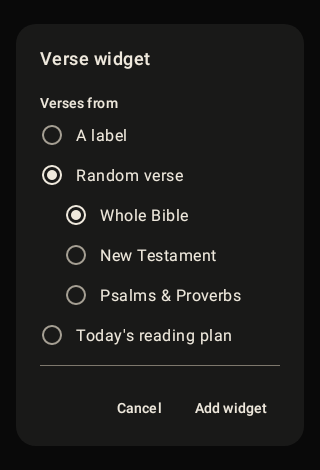 Verse widget
Verses from
A label
Random verse
Whole Bible
New Testament
Psalms & Proverbs
Today's reading plan
Cancel Add widget